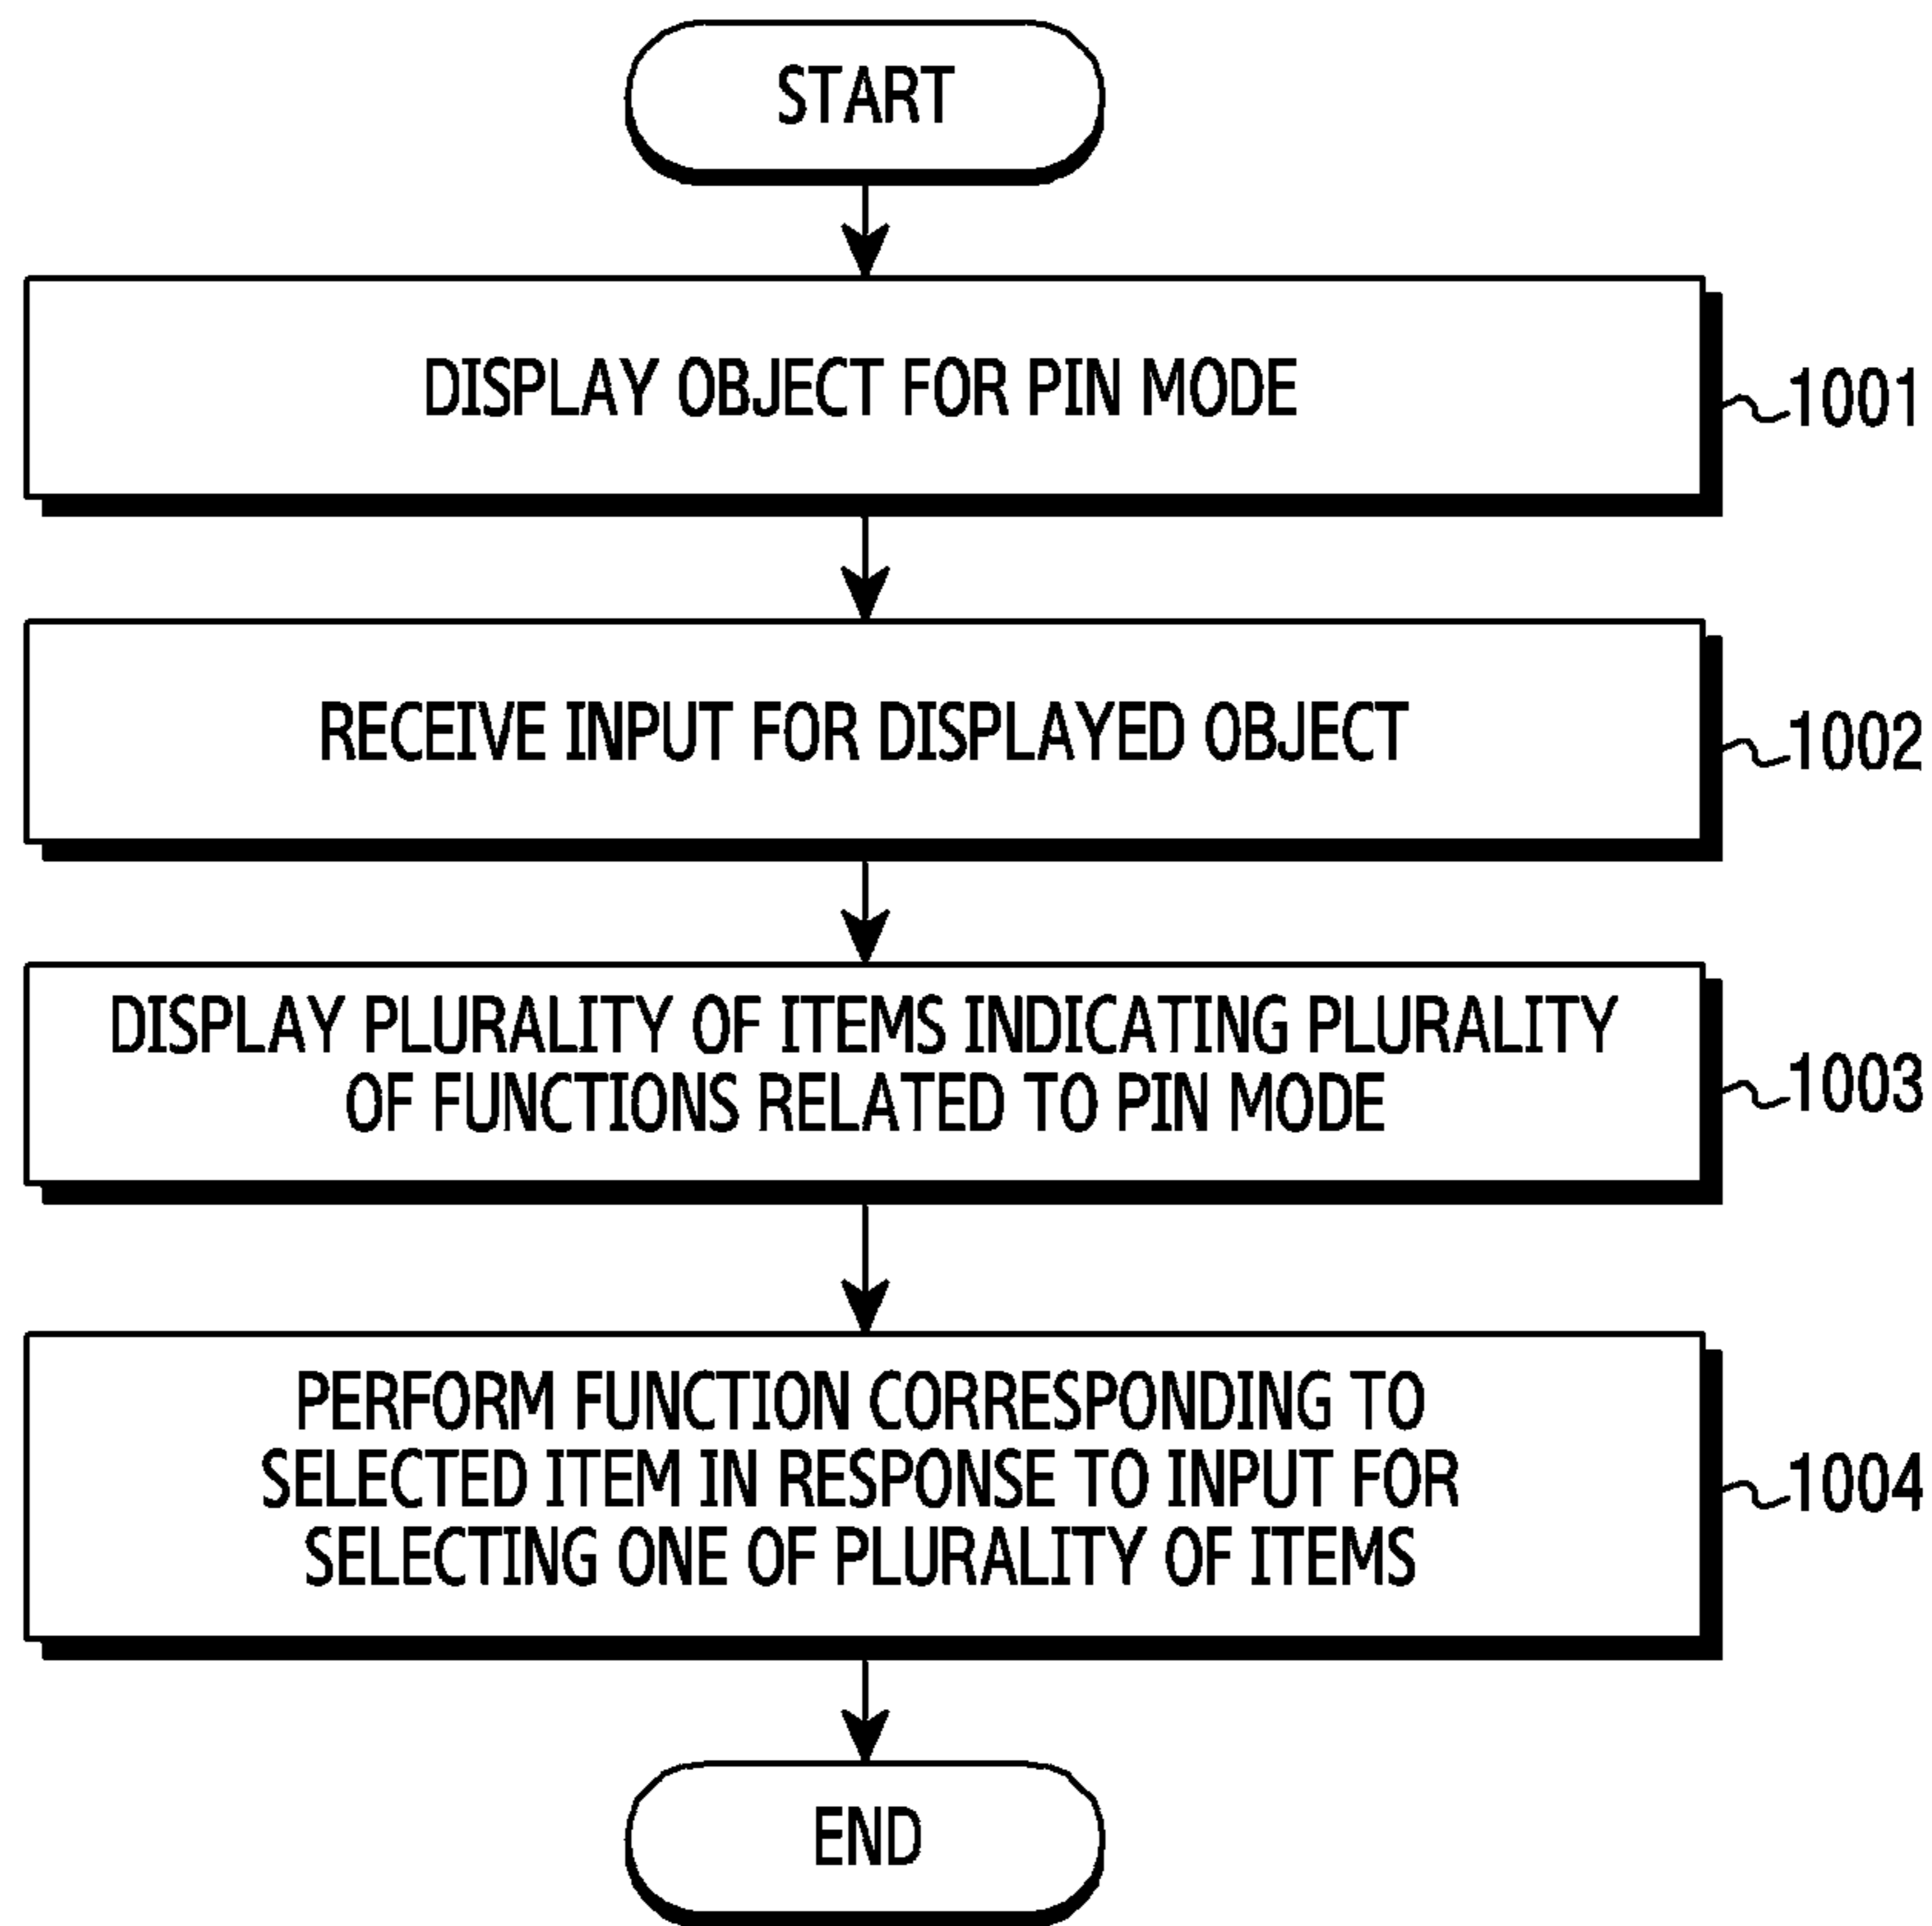 START
DISPLAY OBJECT FOR PIN MODE
1001
RECEIVE INPUT FOR DISPLAYED OBJECT
1002
DISPLAY PLURALITY OF ITEMS INDICATING PLURALITY
OF FUNCTIONS RELATED TO PIN MODE
1003
PERFORM FUNCTION CORRESPONDING TO
SELECTED ITEM IN RESPONSE TO INPUT FOR
SELECTING ONE OF PLURALITY OF ITEMS
1004
END